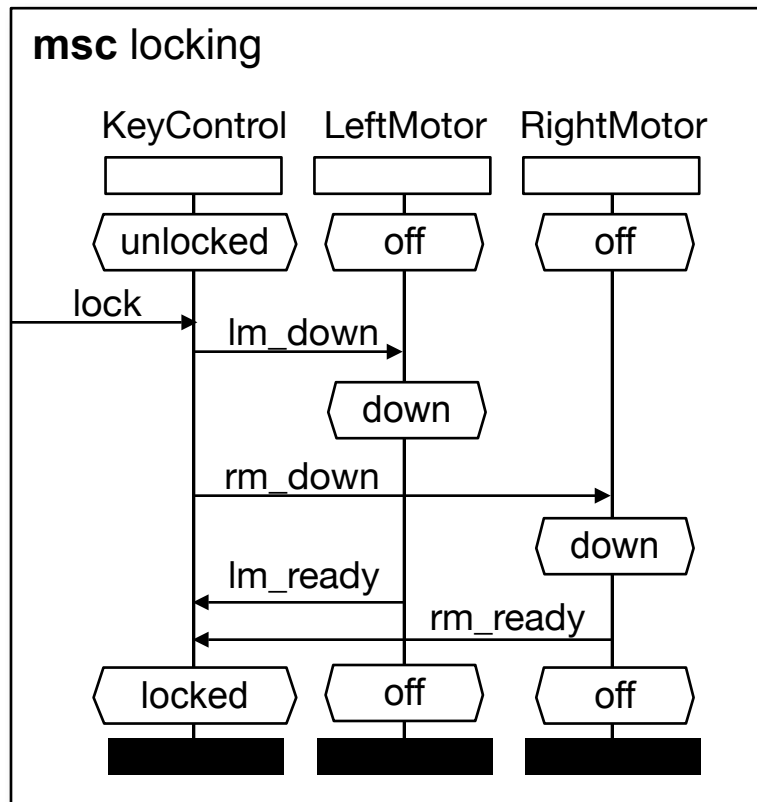 msc locking
KeyControl LeftMotor RightMotor
unlocked off off
lock
lm_down
down
rm_down
down
lm_ready
rm_ready
locked off off